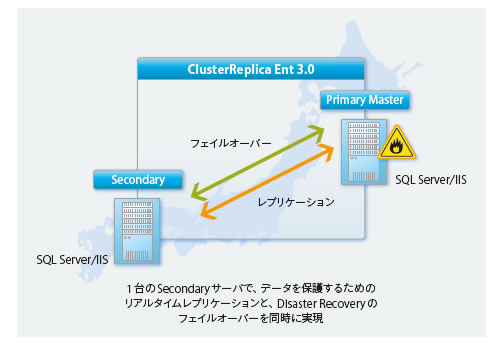 ClusterReplica Ent 3.0
Primary Master
フェイルオーバー
SQL Server/IIS
Secondary
レプリケーション
SQL Server/IIS
1台のSecondaryサーバで、データを保護するための
リアルタイムレプリケーションと、DIsaster Recoveryの
フェイルオーバーを同時に実現